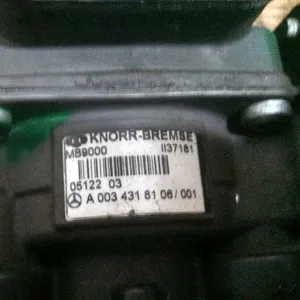 KNORR-BREMSE
MB9000 II37181
05122 03
A 003 431 81 06/001